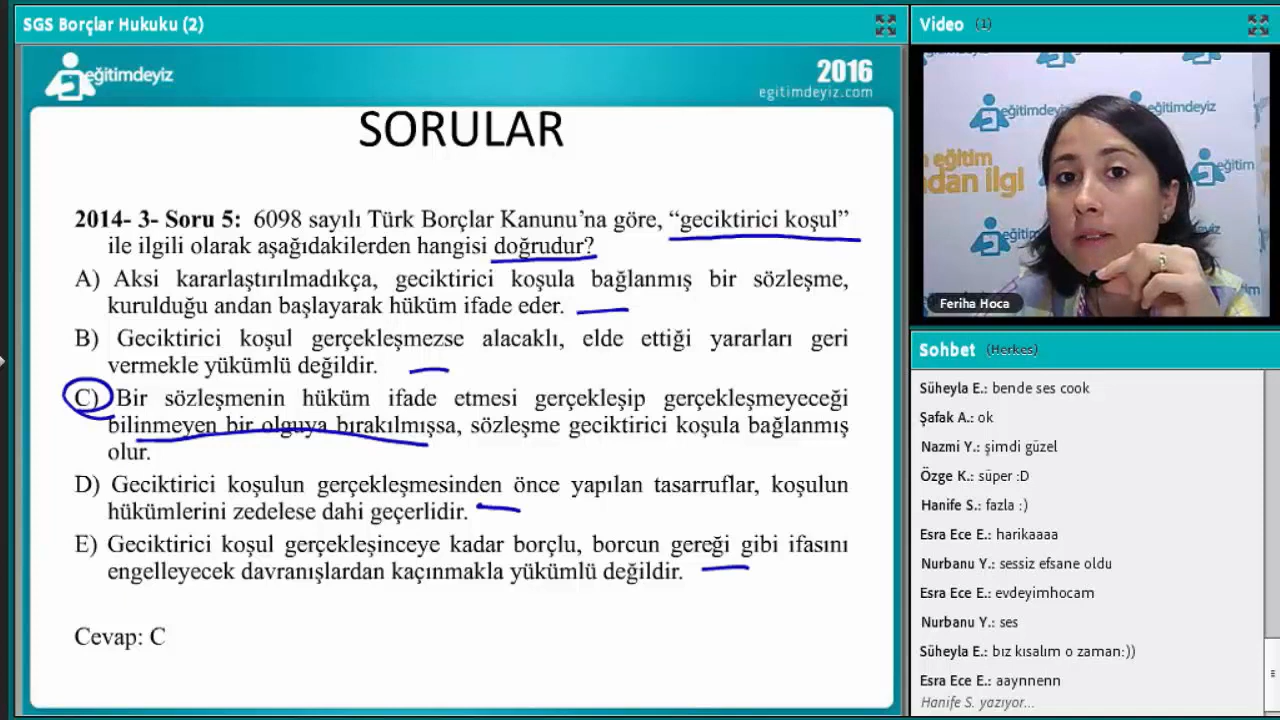 SGS Borçlar Hukuku (2)
eğitimdeyiz
2016
egitimdeyiz.com
SORULAR
2014- 3- Soru 5: 6098 sayılı Türk Borçlar Kanunu’na göre, “geciktirici koşul”
ile ilgili olarak aşağıdakilerden hangisi doğrudur?
A) Aksi kararlaştırılmadıkça, geciktirici koşula bağlanmış bir sözleşme,
kurulduğu andan başlayarak hüküm ifade eder.
B) Geciktirici koşul gerçekleşmezse alacaklı, elde ettiği yararları geri
vermekle yükümlü değildir.
C) Bir sözleşmenin hüküm ifade etmesi gerçekleşip gerçekleşmeyeceği
bilinmeyen bir olguya bırakılmışsa, sözleşme geciktirici koşula bağlanmış
olur.
D) Geciktirici koşulun gerçekleşmesinden önce yapılan tasarruflar, koşulun
hükümlerini zedelese dahi geçerlidir.
E) Geciktirici koşul gerçekleşinceye kadar borçlu, borcun gereği gibi ifasını
engelleyecek davranışlardan kaçınmakla yükümlü değildir.
Cevap: C
Video (1)
eğitimdeyiz
eğitim
eğitimdeyiz
eğitim
dan ilgi
Feriha Hoca
Sohbet (Herkes)
Süheyla E.: bende ses cook
Şafak A.: ok
Nazmi Y.: şimdi güzel
Özge K.: süper :D
Hanife S.: fazla :)
Esra Ece E.: harikaaaa
Nurbanu Y.: sessiz efsane oldu
Esra Ece E.: evdeyimhocam
Nurbanu Y.: ses
Süheyla E.: bız kısalım o zaman:))
Esra Ece E.: aaynnenn
Hanife S. yazıyor...